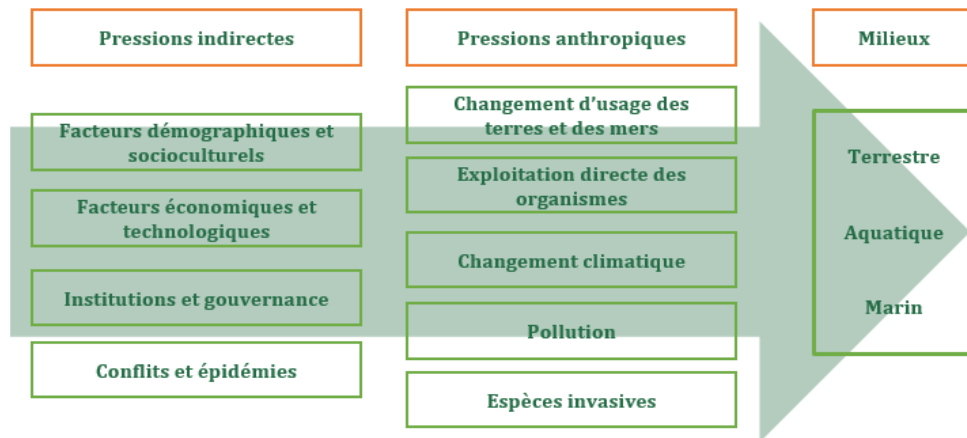 Pressions indirectes
Facteurs démographiques et
socioculturels
Facteurs économiques et
technologiques
Institutions et gouvernance
Conflits et épidémies
Pressions anthropiques
Changement d’usage des
terres et des mers
Exploitation directe des
organismes
Changement climatique
Pollution
Espèces invasives
Milieux
Terrestre
Aquatique
Marin